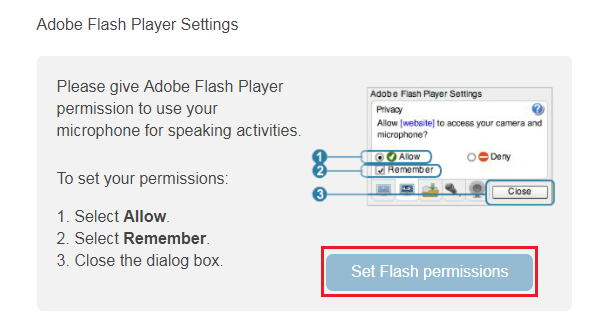 Adobe Flash Player Settings
Please give Adobe Flash Player
permission to use your
microphone for speaking activities.
To set your permissions:
1. Select Allow.
2. Select Remember.
3. Close the dialog box.
Adobe Flash Player Settings
Privacy
?
Allow [website] to access your camera and
microphone?
1 Allow Deny
2 Remember
3 Close
Set Flash permissions